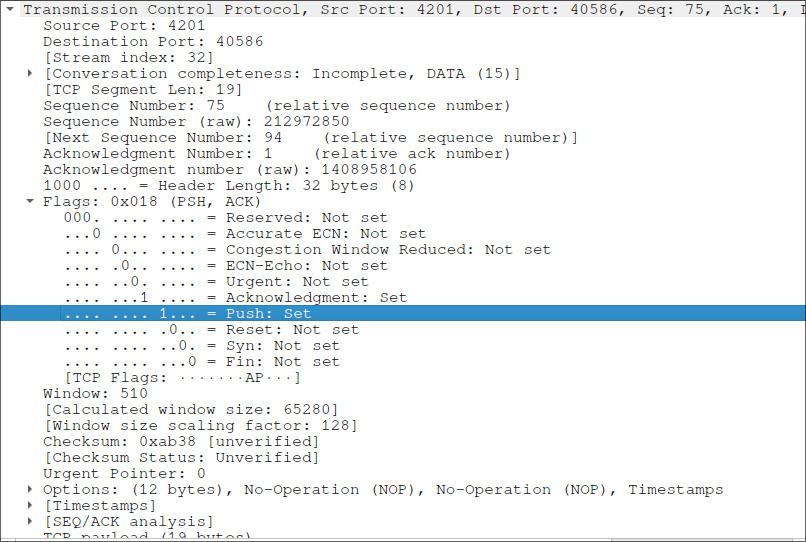 Transmission Control Protocol, Src Port: 4201, Dst Port: 40586, Seq: 75, Ack: 1,
Source Port: 4201
Destination Port: 40586
[Stream index: 32]
[Conversation completeness: Incomplete, DATA (15)]
[TCP Segment Len: 19]
Sequence Number: 75    (relative sequence number)
Sequence Number (raw): 212972850
[Next Sequence Number: 94    (relative sequence number)]
Acknowledgment Number: 1    (relative ack number)
Acknowledgment number (raw): 1408958106
1000 .... = Header Length: 32 bytes (8)
Flags: 0x018 (PSH, ACK)
000. .... .... = Reserved: Not set
...0 .... .... = Accurate ECN: Not set
.... 0... .... = Congestion Window Reduced: Not set
.... .0.. .... = ECN-Echo: Not set
.... ..0. .... = Urgent: Not set
.... ...1 .... = Acknowledgment: Set
.... .... 1... = Push: Set
.... .... .0.. = Reset: Not set
.... .... ..0. = Syn: Not set
.... .... ...0 = Fin: Not set
[TCP Flags: ·······AP···]
Window: 510
[Calculated window size: 65280]
[Window size scaling factor: 128]
Checksum: 0xab38 [unverified]
[Checksum Status: Unverified]
Urgent Pointer: 0
Options: (12 bytes), No-Operation (NOP), No-Operation (NOP), Timestamps
[Timestamps]
[SEQ/ACK analysis]
TCP payload (19 bytes)